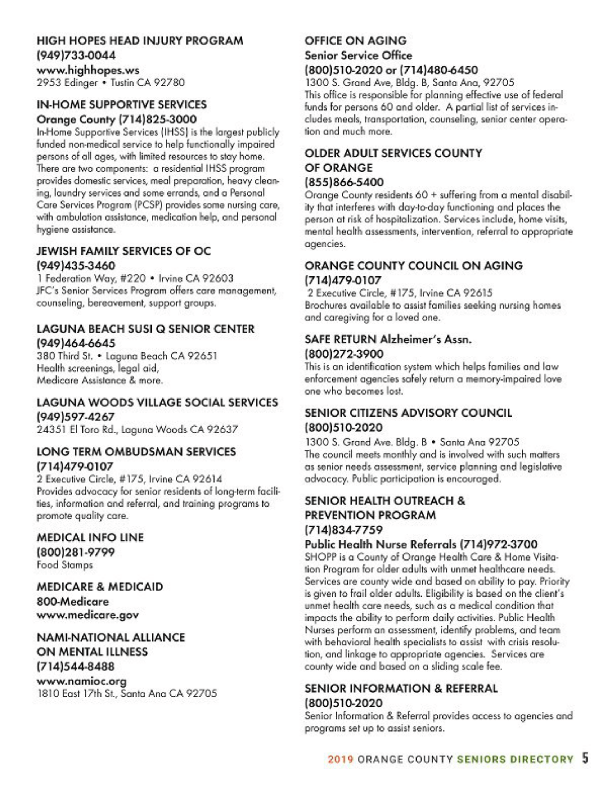 HIGH HOPES HEAD INJURY PROGRAM
(949)733-0044
www.highhopes.ws
2953 Edinger • Tustin CA 92780
IN-HOME SUPPORTIVE SERVICES
Orange County (714)825-3000
In-Home Supportive Services (IHSS) is the largest publicly
funded non-medical service to help functionally impaired
persons of all ages, with limited resources to stay home.
There are two components: a residential IHSS program
provides domestic services, meal preparation, heavy clean-
ing, laundry services and some errands, and a Personal
Care Services Program (PCSP) provides some nursing care,
with ambulation assistance, medication help, and personal
hygiene assistance.
JEWISH FAMILY SERVICES OF OC
(949)435-3460
1 Federation Way, #220 • Irvine CA 92603
JFC's Senior Services Program offers care management,
counseling, bereavement, support groups.
LAGUNA BEACH SUSI Q SENIOR CENTER
(949)464-6645
380 Third St. • Laguna Beach CA 92651
Health screenings, legal aid,
Medicare Assistance & more.
LAGUNA WOODS VILLAGE SOCIAL SERVICES
(949)597-4267
24351 El Toro Rd., Laguna Woods CA 92637
LONG TERM OMBUDSMAN SERVICES
(714)479-0107
2 Executive Circle, #175, Irvine CA 92614
Provides advocacy for senior residents of long-term facili-
ties, information and referral, and training programs to
promote quality care.
MEDICAL INFO LINE
(800)281-9799
Food Stamps
MEDICARE & MEDICAID
800-Medicare
www.medicare.gov
NAMI-NATIONAL ALLIANCE
ON MENTAL ILLNESS
(714)544-8488
www.namioc.org
1810 East 17th St., Santa Ana CA 92705
OFFICE ON AGING
Senior Service Office
(800)510-2020 or (714)480-6450
1300 S. Grand Ave, Bldg. B, Santa Ana, 92705
This office is responsible for planning effective use of federal
funds for persons 60 and older. A partial list of services in-
cludes meals, transportation, counseling, senior center opera-
tion and much more.
OLDER ADULT SERVICES COUNTY
OF ORANGE
(855)866-5400
Orange County residents 60 + suffering from a mental disabil-
ity that interferes with day-to-day functioning and places the
person at risk of hospitalization. Services include, home visits,
mental health assessments, intervention, referral to appropriate
agencies.
ORANGE COUNTY COUNCIL ON AGING
(714)479-0107
2 Executive Circle, #175, Irvine CA 92615
Brochures available to assist families seeking nursing homes
and caregiving for a loved one.
SAFE RETURN Alzheimer's Assn.
(800)272-3900
This is an identification system which helps families and law
enforcement agencies safely return a memory-impaired love
one who becomes lost.
SENIOR CITIZENS ADVISORY COUNCIL
(800)510-2020
1300 S. Grand Ave. Bldg. B • Santa Ana 92705
The council meets monthly and is involved with such matters
as senior needs assessment, service planning and legislative
advocacy. Public participation is encouraged.
SENIOR HEALTH OUTREACH &
PREVENTION PROGRAM
(714)834-7759
Public Health Nurse Referrals (714)972-3700
SHOPP is a County of Orange Health Care & Home Visita-
tion Program for older adults with unmet healthcare needs.
Services are county wide and based on ability to pay. Priority
is given to frail older adults. Eligibility is based on the client's
unmet health care needs, such as a medical condition that
impacts the ability to perform daily activities. Public Health
Nurses perform an assessment, identify problems, and team
with behavioral health specialists to assist with crisis resolu-
tion, and linkage to appropriate agencies. Services are
county wide and based on a sliding scale fee.
SENIOR INFORMATION & REFERRAL
(800)510-2020
Senior Information & Referral provides access to agencies and
programs set up to assist seniors.
2019 ORANGE COUNTY SENIORS DIRECTORY 5